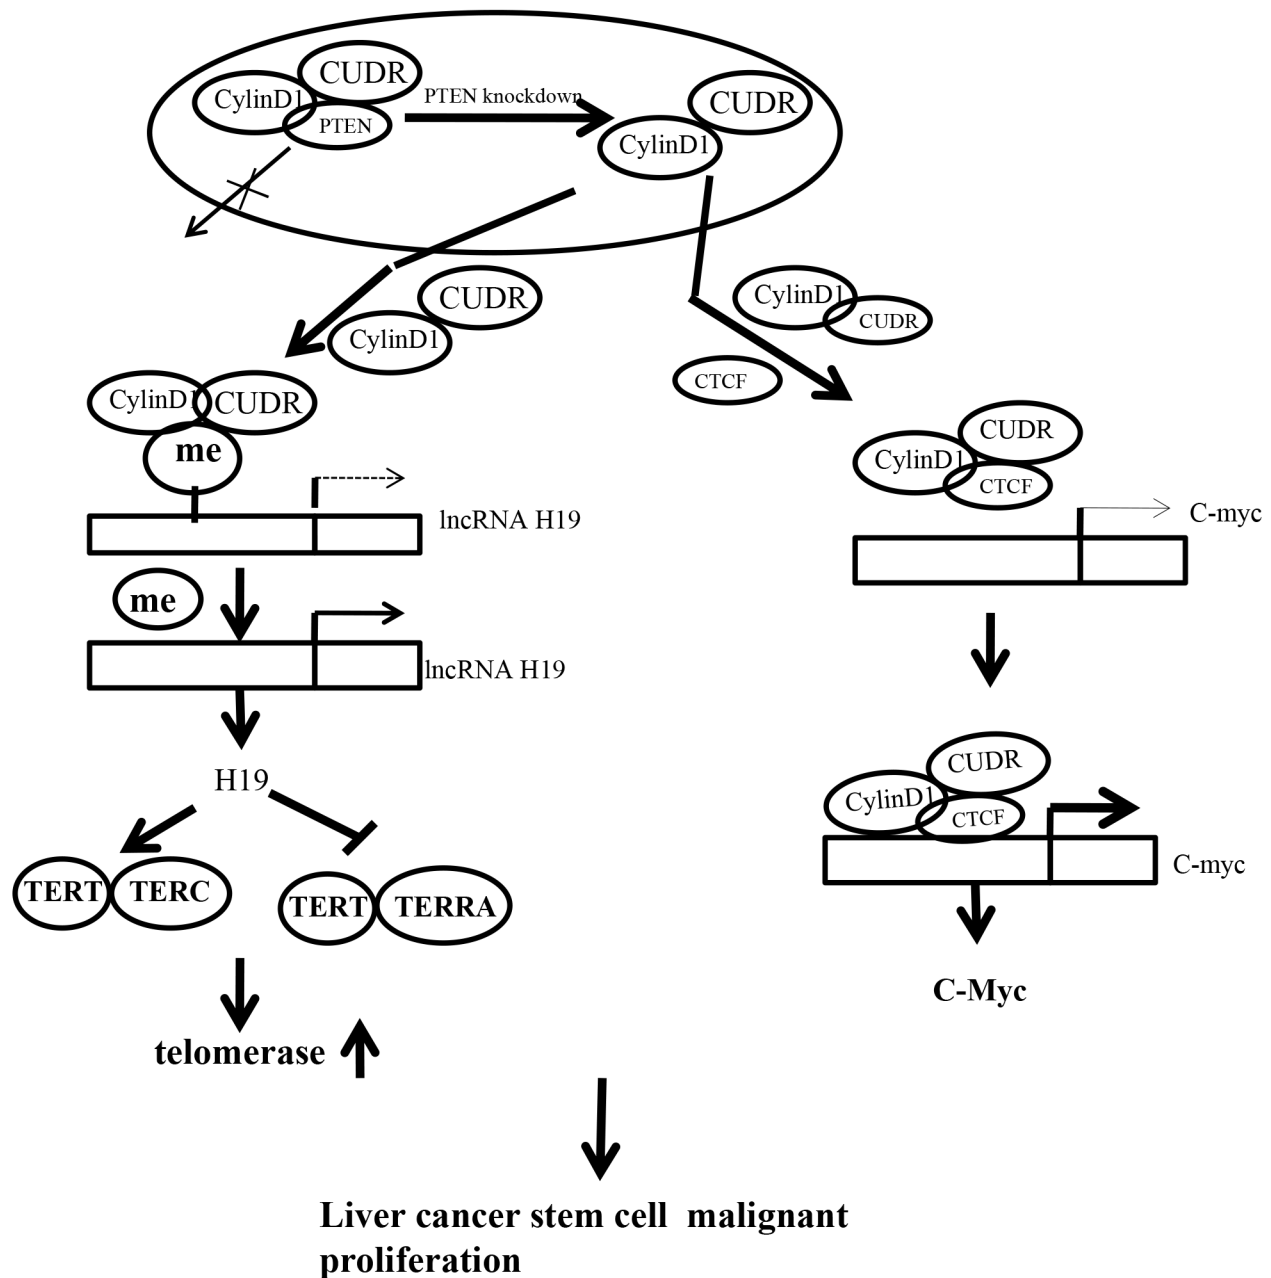 CUDR
CylinD1
PTEN
PTEN knockdown
CUDR
CylinD1
CUDR
CylinD1
CylinD1
CUDR
CTCF
CylinD1
CUDR
me
lncRNA H19
CUDR
CylinD1
CTCF
C-myc
me
lncRNA H19
H19
TERT
TERC
TERT
TERRA
telomerase
CUDR
CylinD1
CTCF
C-myc
C-Myc
Liver cancer stem cell malignant
proliferation